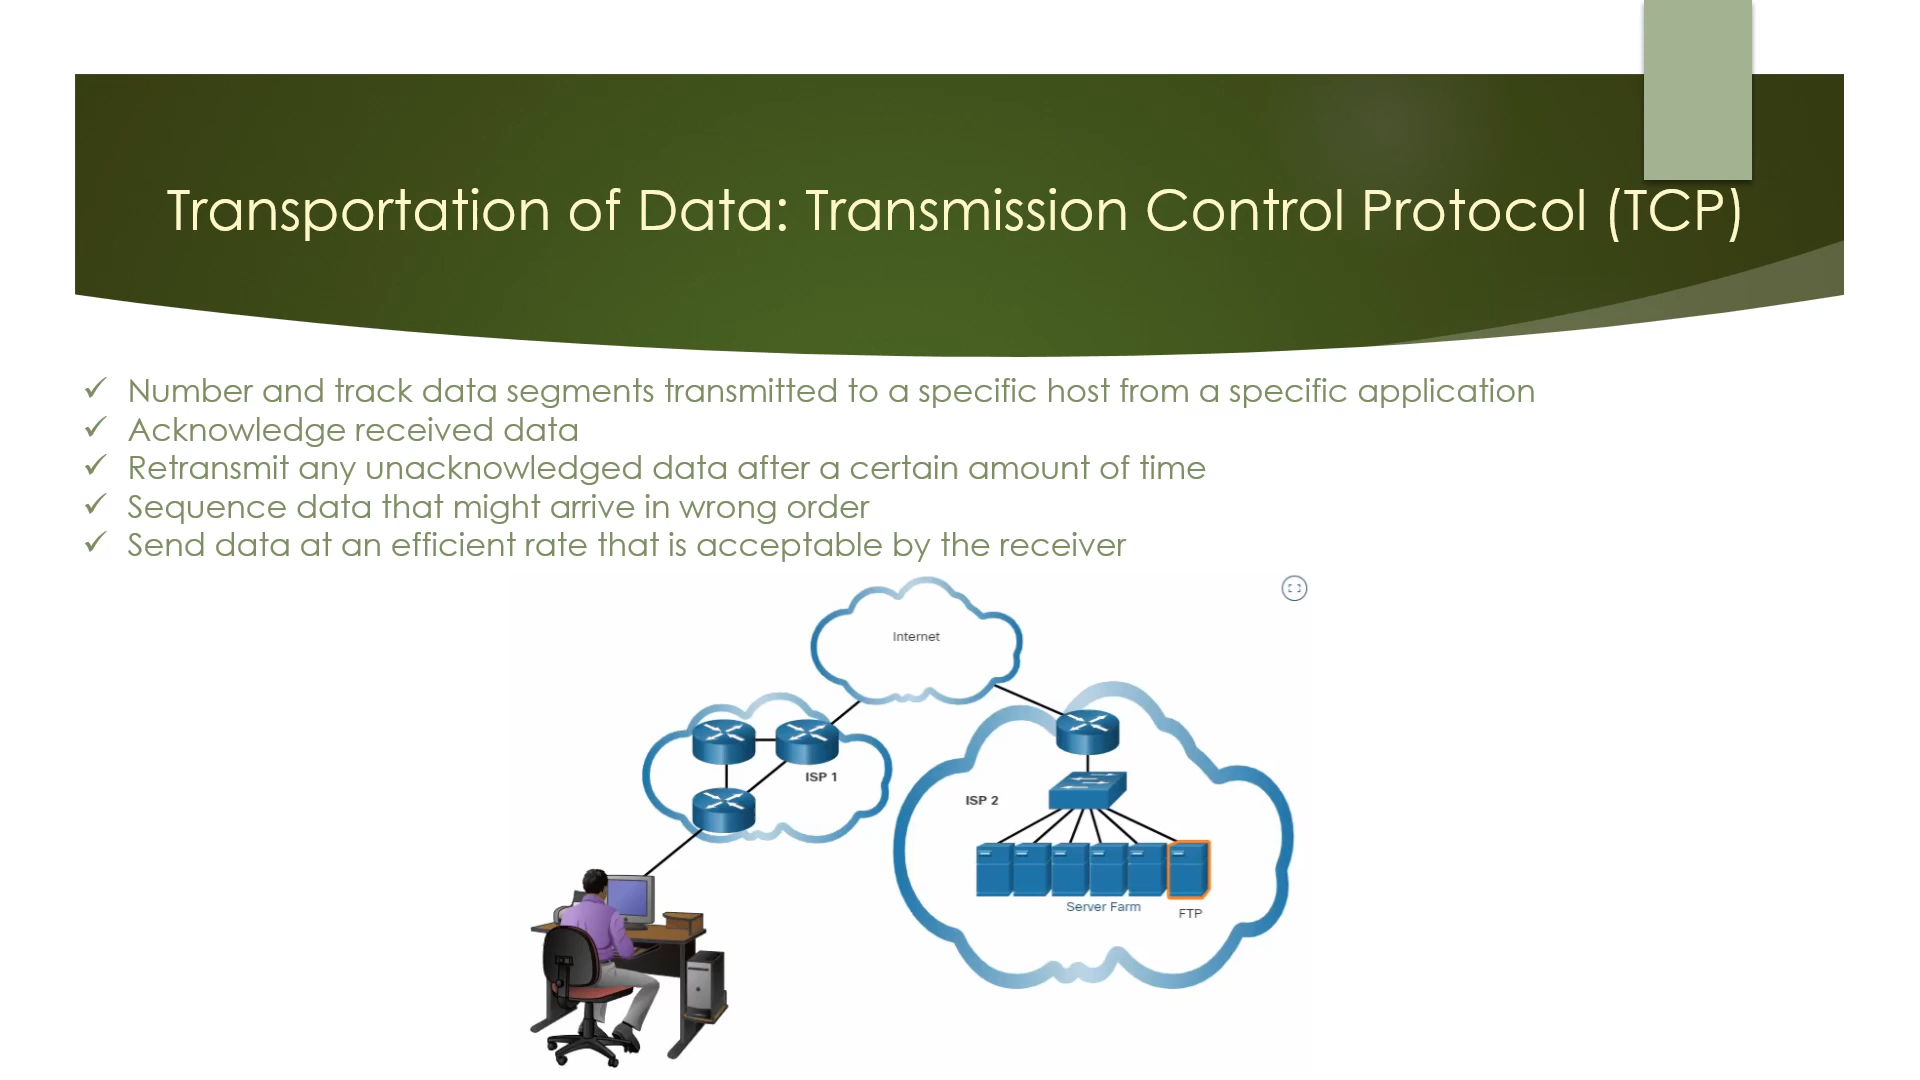 Transportation of Data: Transmission Control Protocol (TCP)
✓ Number and track data segments transmitted to a specific host from a specific application
✓ Acknowledge received data
✓ Retransmit any unacknowledged data after a certain amount of time
✓ Sequence data that might arrive in wrong order
✓ Send data at an efficient rate that is acceptable by the receiver
Internet
ISP 1
ISP 2
Server Farm
FTP